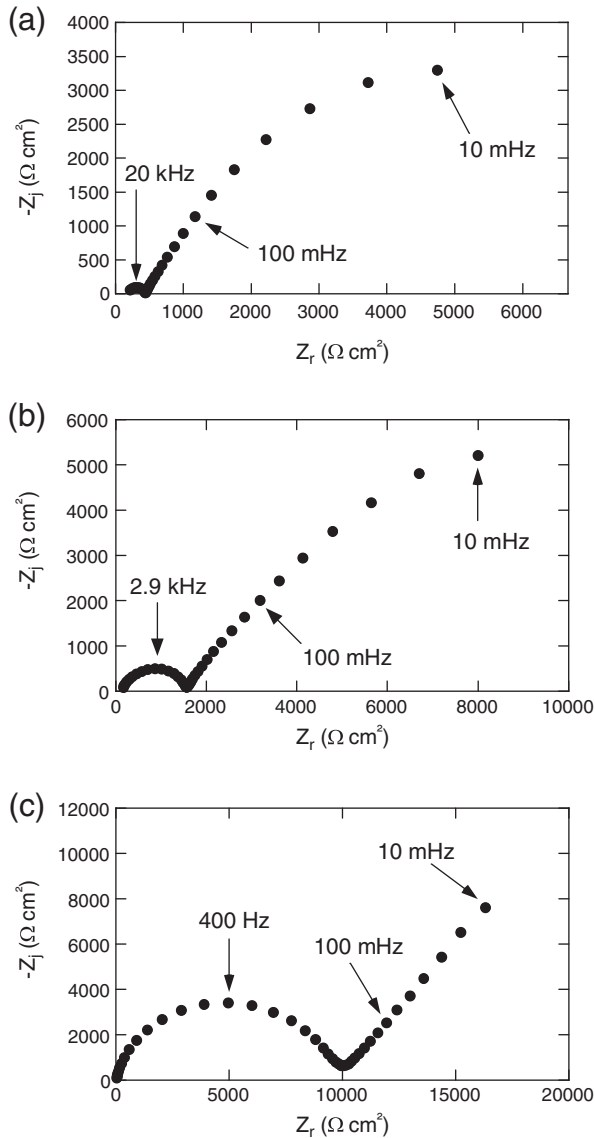 (a)
4000
3500
3000
2500
2000
1500
1000
500
0
-Zj (Ω cm²)
20 kHz
10 mHz
100 mHz
0 1000 2000 3000 4000 5000 6000
Zr (Ω cm²)
(b)
6000
5000
4000
3000
2000
1000
0
-Zj (Ω cm²)
2.9 kHz
10 mHz
100 mHz
0 2000 4000 6000 8000 10000
Zr (Ω cm²)
(c)
12000
10000
8000
6000
4000
2000
0
-Zj (Ω cm²)
10 mHz
400 Hz
100 mHz
0 5000 10000 15000 20000
Zr (Ω cm²)